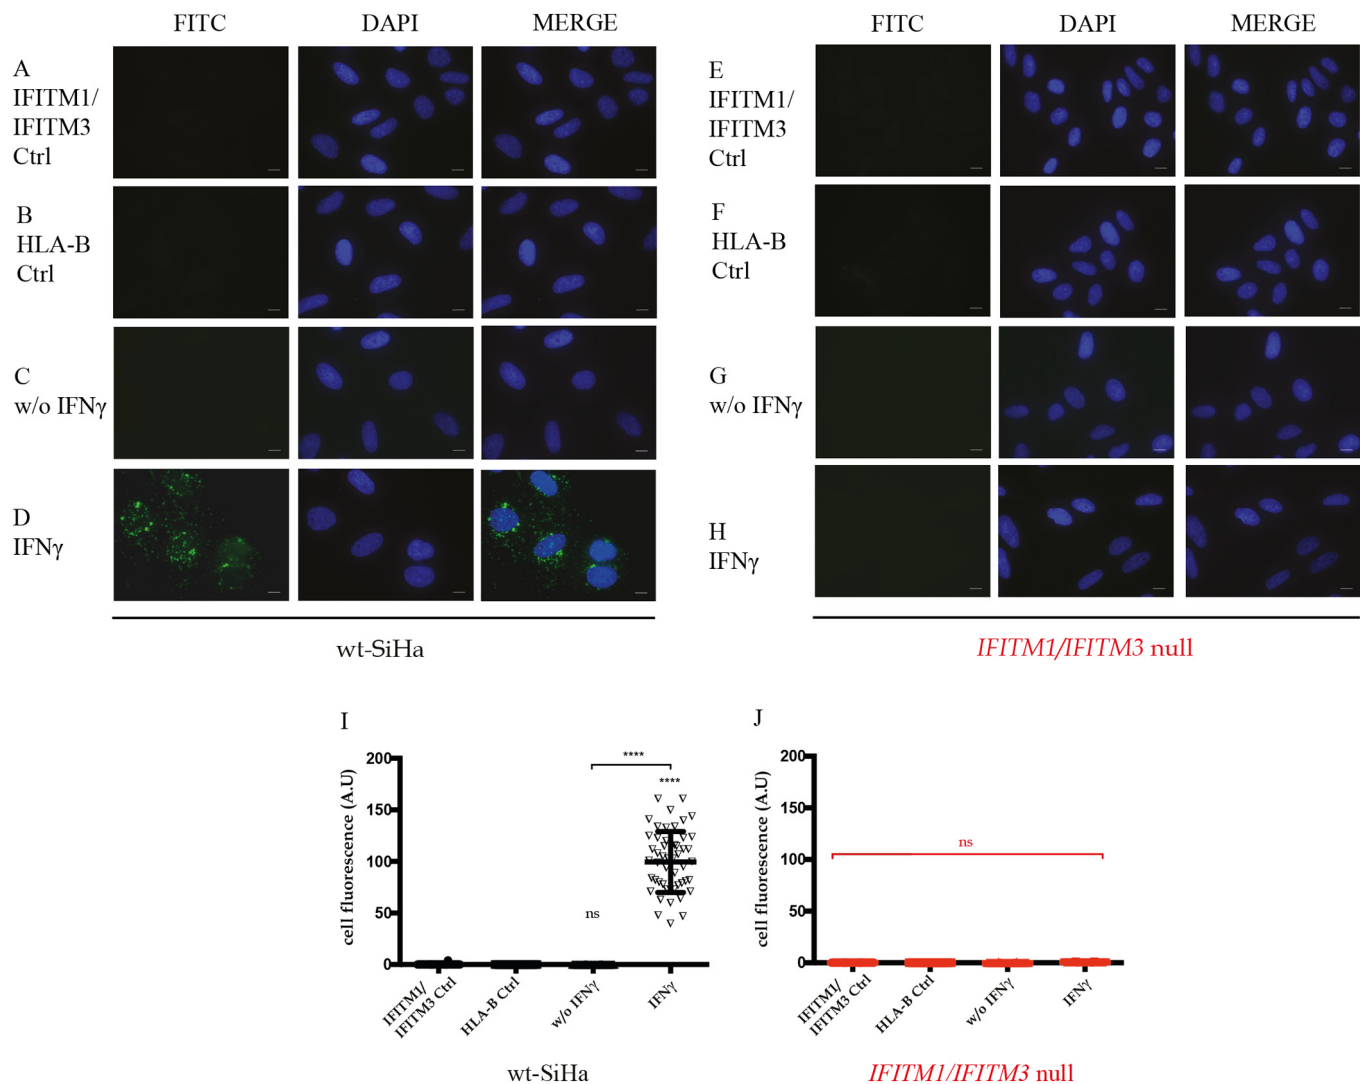 FITC DAPI MERGE
A
IFITM1/
IFITM3
Ctrl
B
HLA-B
Ctrl
C
w/o IFNγ
D
IFNγ
wt-SiHa
FITC DAPI MERGE
E
IFITM1/
IFITM3
Ctrl
F
HLA-B
Ctrl
G
w/o IFNγ
H
IFNγ
IFITM1/IFITM3 null
I
cell fluorescence (A.U)
200
150
100
50
0
ns
****
****
IFITM1/
IFITM3 Ctrl
HLA-B Ctrl
w/o IFNγ
IFNγ
wt-SiHa
J
cell fluorescence (A.U)
200
150
100
50
0
ns
IFITM1/
IFITM3 Ctrl
HLA-B Ctrl
w/o IFNγ
IFNγ
IFITM1/IFITM3 null